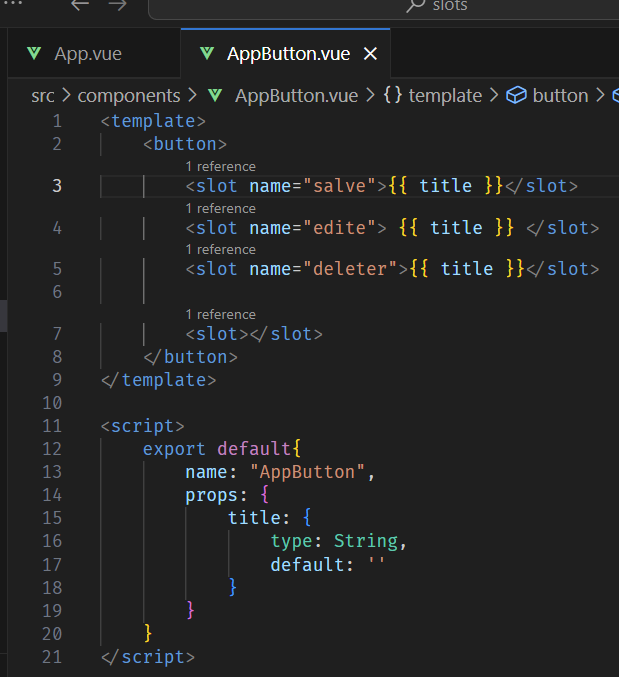 slots
App.vue
AppButton.vue
src > components > AppButton.vue > {} template > button >
1 <template>
2 <button>
1 reference
3 <slot name="salve">{{ title }}</slot>
1 reference
4 <slot name="edite"> {{ title }} </slot>
1 reference
5 <slot name="deleter">{{ title }}</slot>
6
1 reference
7 <slot></slot>
8 </button>
9 </template>
10
11 <script>
12 export default{
13 name: "AppButton",
14 props: {
15 title: {
16 type: String,
17 default: ''
18 }
19 }
20 }
21 </script>